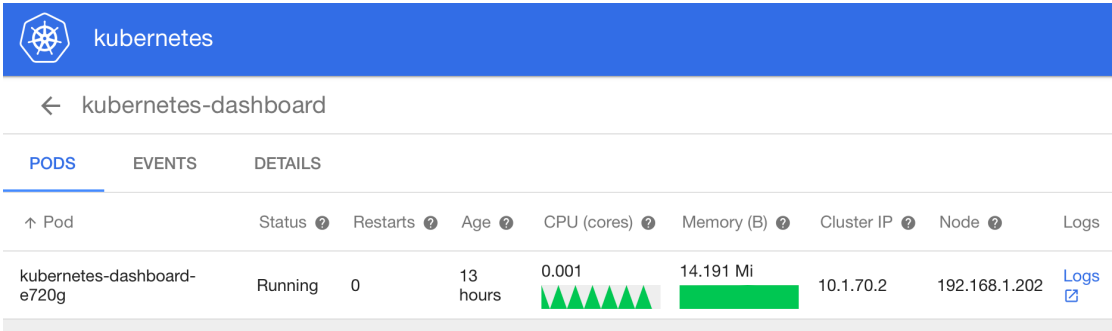 kubernetes
kubernetes-dashboard
PODS EVENTS DETAILS
Pod Status Restarts Age CPU (cores) Memory (B) Cluster IP Node Logs
kubernetes-dashboard-
e720g
Running
0
13
hours
0.001
14.191 Mi
10.1.70.2
192.168.1.202
Logs